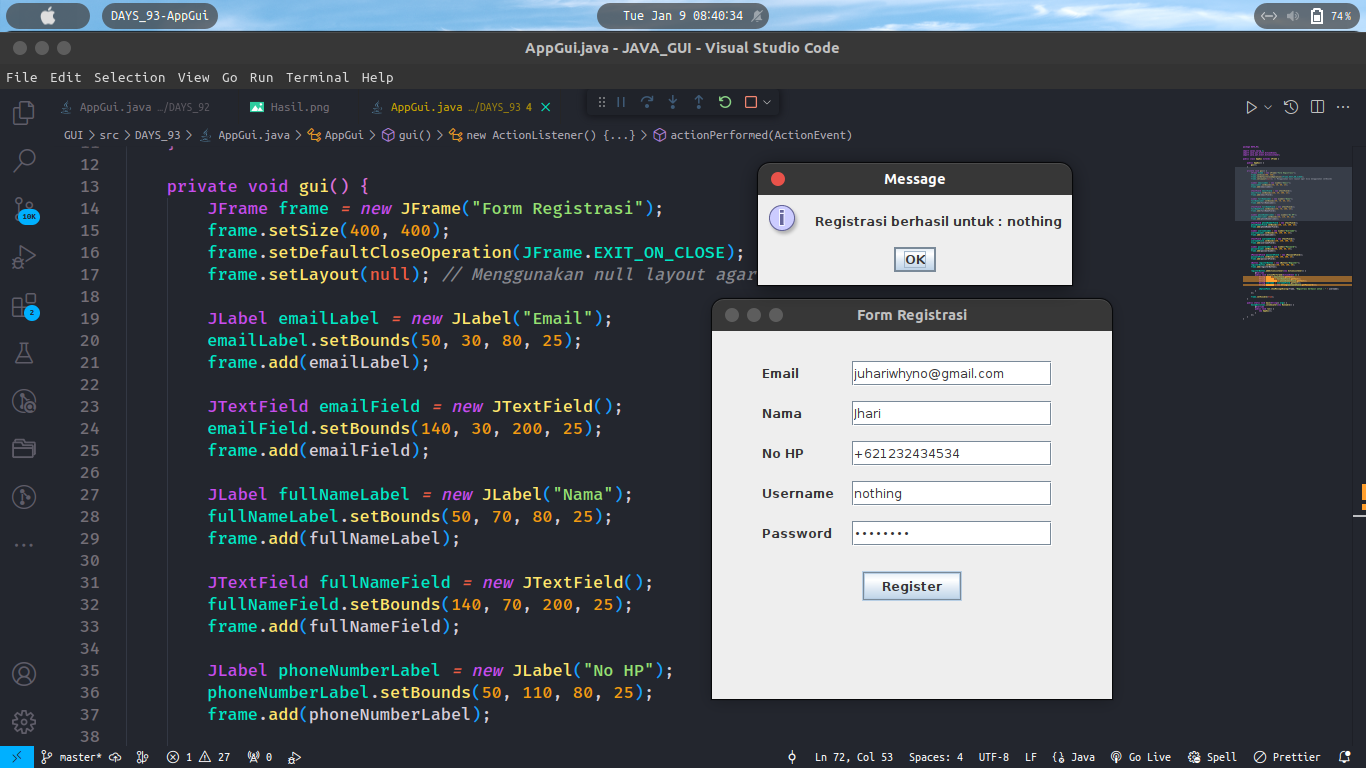 DAYS_93-AppGui
Tue Jan 9 08:40:34
74%
AppGui.java - JAVA_GUI - Visual Studio Code
File Edit Selection View Go Run Terminal Help
AppGui.java …/DAYS_92
Hasil.png
AppGui.java …/DAYS_93 4
GUI > src > DAYS_93 > AppGui.java > AppGui > gui() > new ActionListener() {...} > actionPerformed(ActionEvent)
12
13 private void gui() {
14 JFrame frame = new JFrame("Form Registrasi");
15 frame.setSize(400, 400);
16 frame.setDefaultCloseOperation(JFrame.EXIT_ON_CLOSE);
17 frame.setLayout(null); // Menggunakan null layout agar
18
19 JLabel emailLabel = new JLabel("Email");
20 emailLabel.setBounds(50, 30, 80, 25);
21 frame.add(emailLabel);
22
23 JTextField emailField = new JTextField();
24 emailField.setBounds(140, 30, 200, 25);
25 frame.add(emailField);
26
27 JLabel fullNameLabel = new JLabel("Nama");
28 fullNameLabel.setBounds(50, 70, 80, 25);
29 frame.add(fullNameLabel);
30
31 JTextField fullNameField = new JTextField();
32 fullNameField.setBounds(140, 70, 200, 25);
33 frame.add(fullNameField);
34
35 JLabel phoneNumberLabel = new JLabel("No HP");
36 phoneNumberLabel.setBounds(50, 110, 80, 25);
37 frame.add(phoneNumberLabel);
38
10K
2
Message
Registrasi berhasil untuk : nothing
OK
Form Registrasi
Email juhariwhyno@gmail.com
Nama Jhari
No HP +621232434534
Username nothing
Password ••••••••
Register
master* 1 27 0 Ln 72, Col 53 Spaces: 4 UTF-8 LF {} Java Go Live Spell Prettier